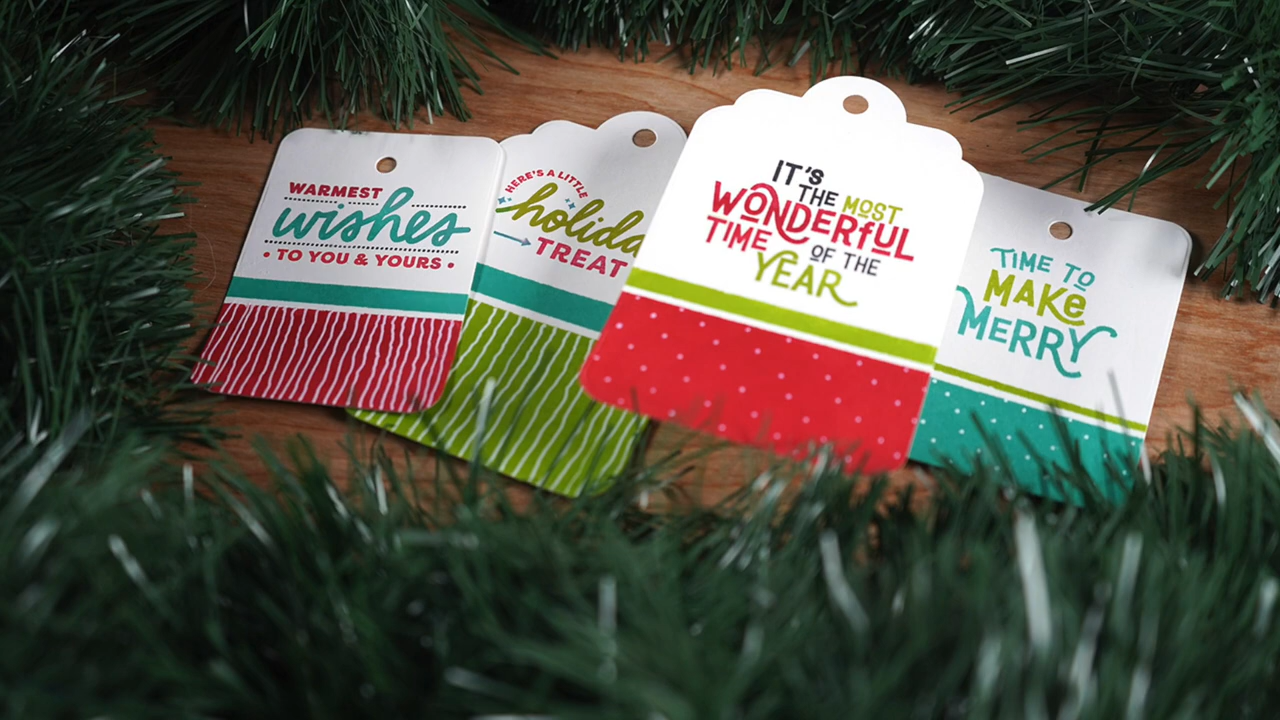 WARMEST
wishes
• TO YOU & YOURS •
HERE'S A LITTLE
holiday
TREAT
IT'S
THE MOST
WONDERFUL
TIME OF THE
YEAR
TIME TO
MAKE
MERRY